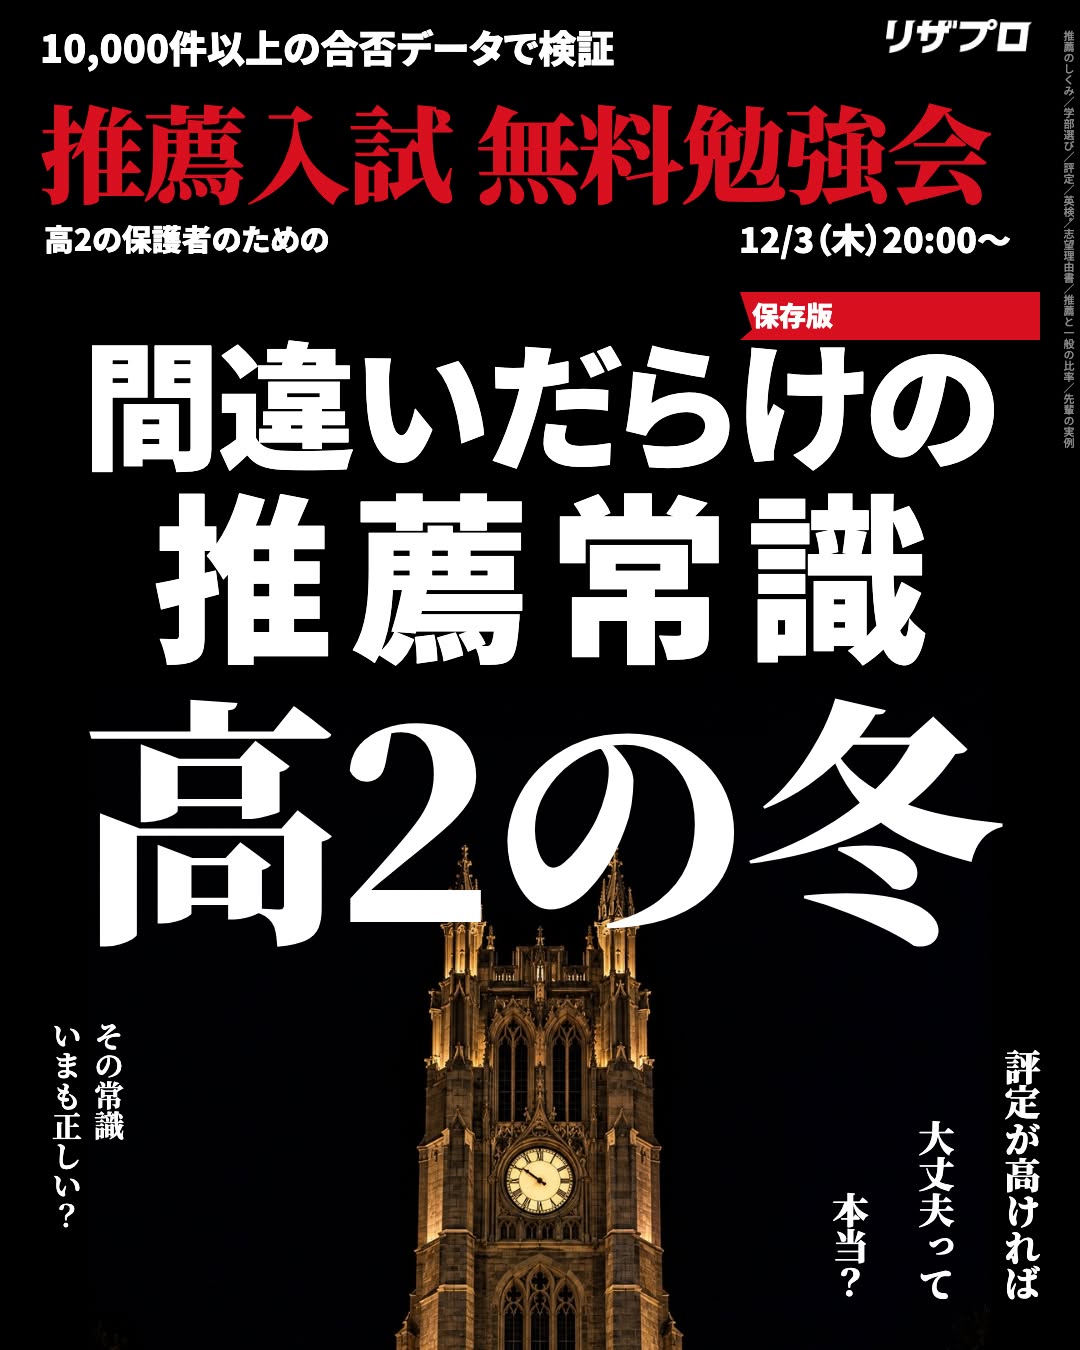 10,000件以上の合否データで検証
リザプロ
推薦入試 無料勉強会
高2の保護者のための
12/3(木)20:00〜
推薦のしくみ/学部選び/評定/英検/志望理由書/推薦と一般の比率/先輩の実例
保存版
間違いだらけの
推薦常識
高2の冬
その常識
いまも正しい?
評定が高ければ
大丈夫って
本当?